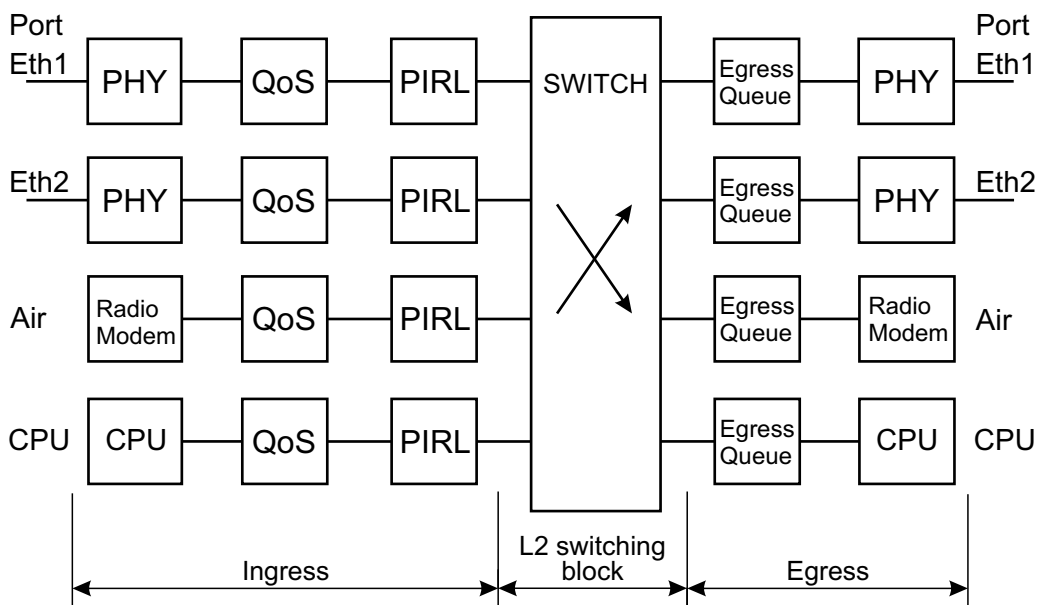 Port
Port
Eth1
PHY
QoS
PIRL
SWITCH
Egress
Queue
PHY
Eth1
Eth2
PHY
QoS
PIRL
Egress
Queue
PHY
Eth2
Air
Radio
Modem
QoS
PIRL
Egress
Queue
Radio
Modem
Air
CPU
CPU
QoS
PIRL
Egress
Queue
CPU
CPU
Ingress
L2 switching
block
Egress